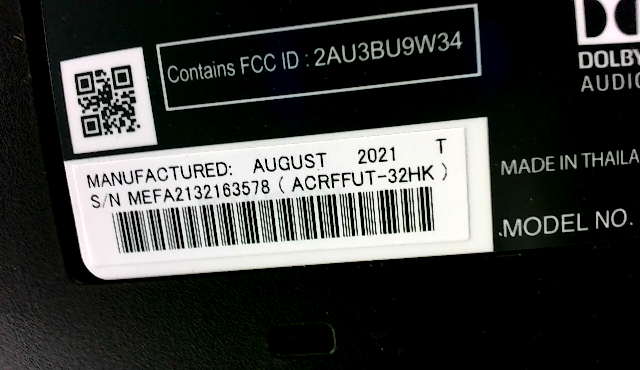 Contains FCC ID : 2AU3BU9W34
DOLBY
AUDIO
MANUFACTURED: AUGUST 2021 T
S/N MEFA2132163578 ( ACRFFUT-32HK )
MADE IN THAILA
MODEL NO.